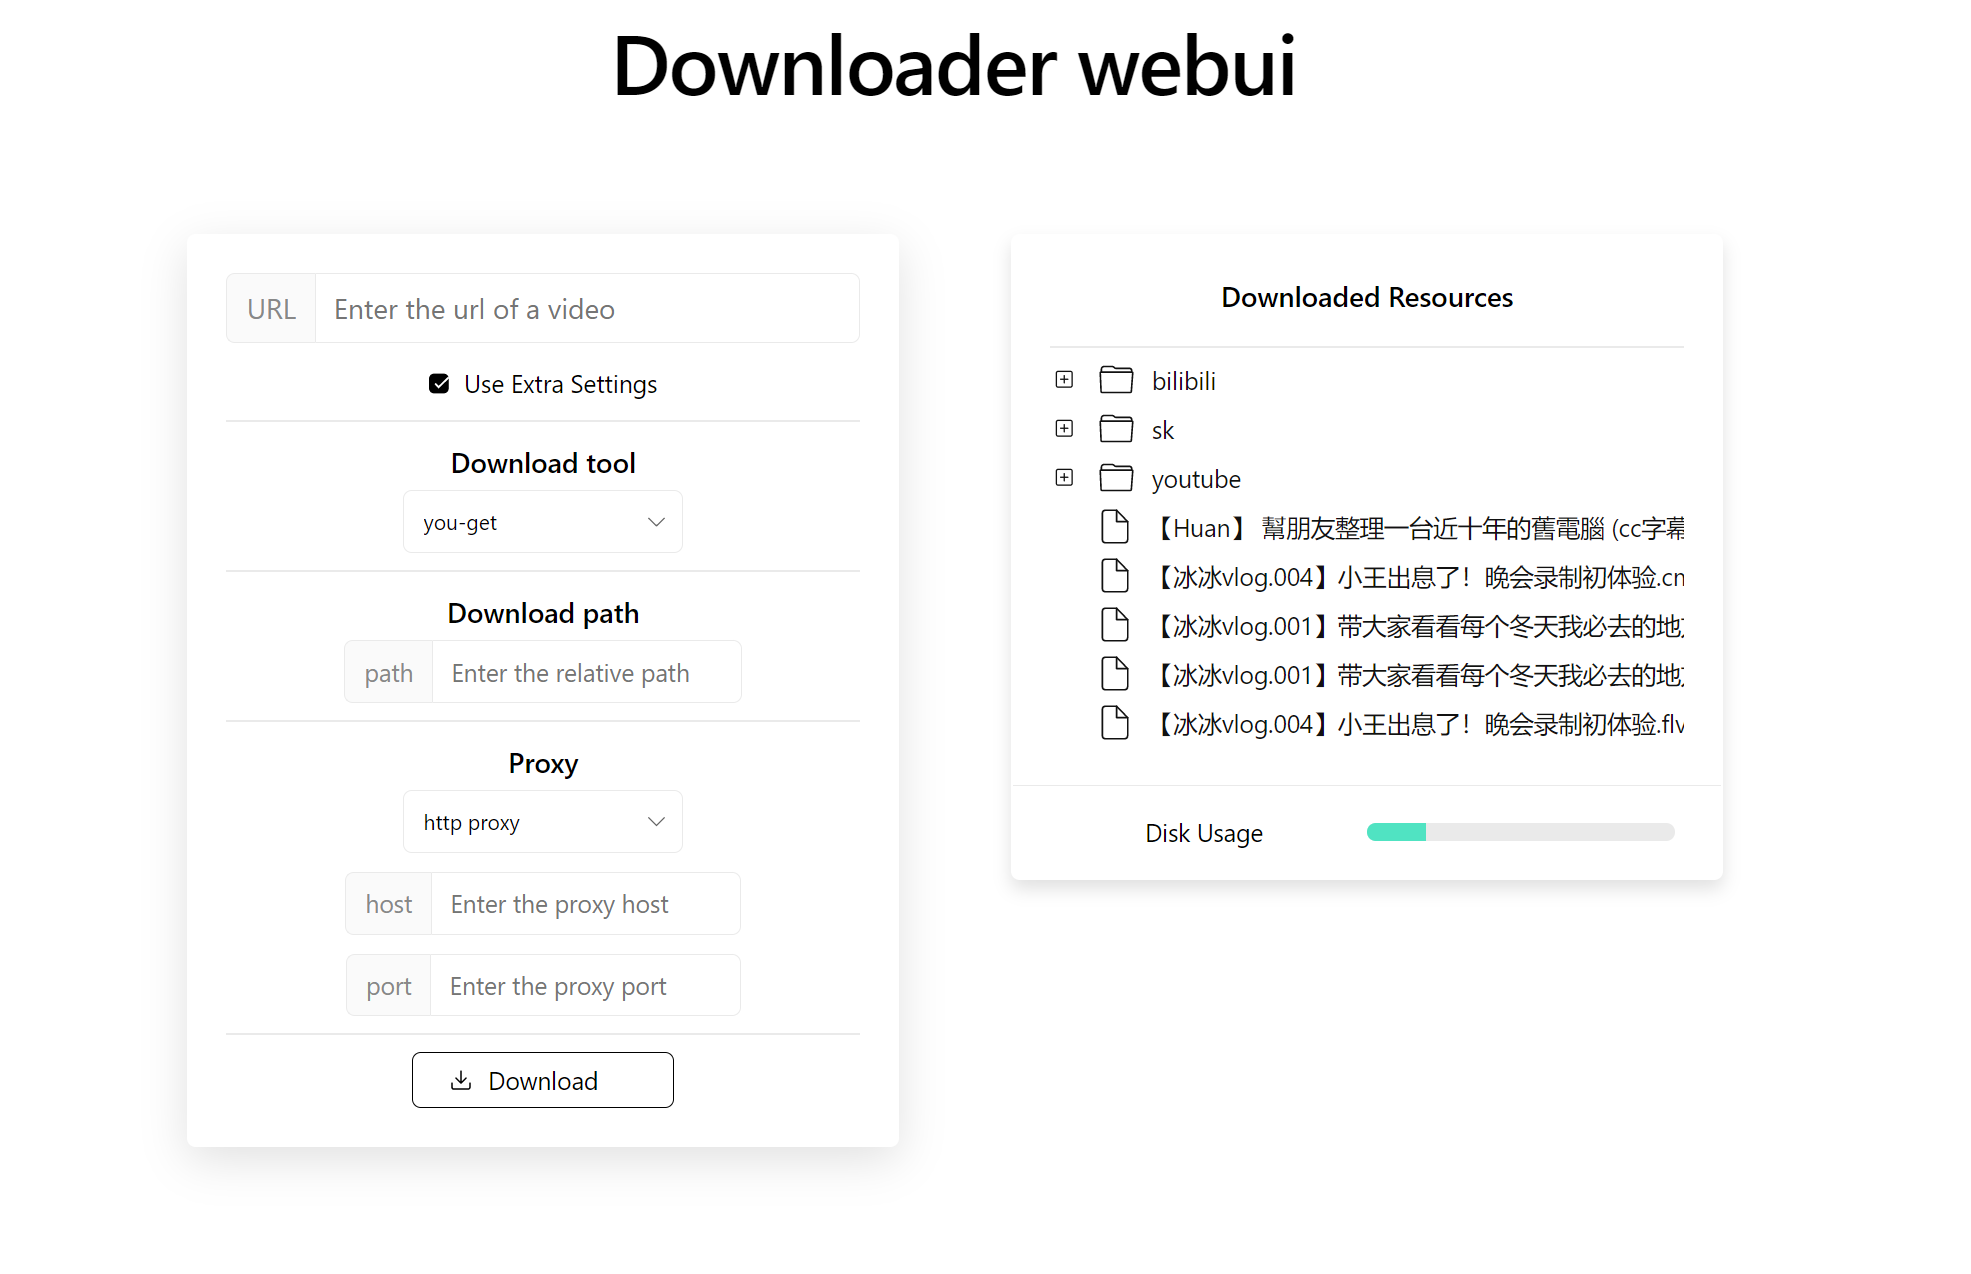 Downloader webui
URL
Enter the url of a video
Use Extra Settings
Download tool
you-get
Download path
path
Enter the relative path
Proxy
http proxy
host
Enter the proxy host
port
Enter the proxy port
Download
Downloaded Resources
bilibili
sk
youtube
【Huan】 幫朋友整理一台近十年的舊電腦 (cc字幕
【冰冰vlog.004】小王出息了！晚会录制初体验.cm
【冰冰vlog.001】带大家看看每个冬天我必去的地
【冰冰vlog.001】带大家看看每个冬天我必去的地
【冰冰vlog.004】小王出息了！晚会录制初体验.flv
Disk Usage